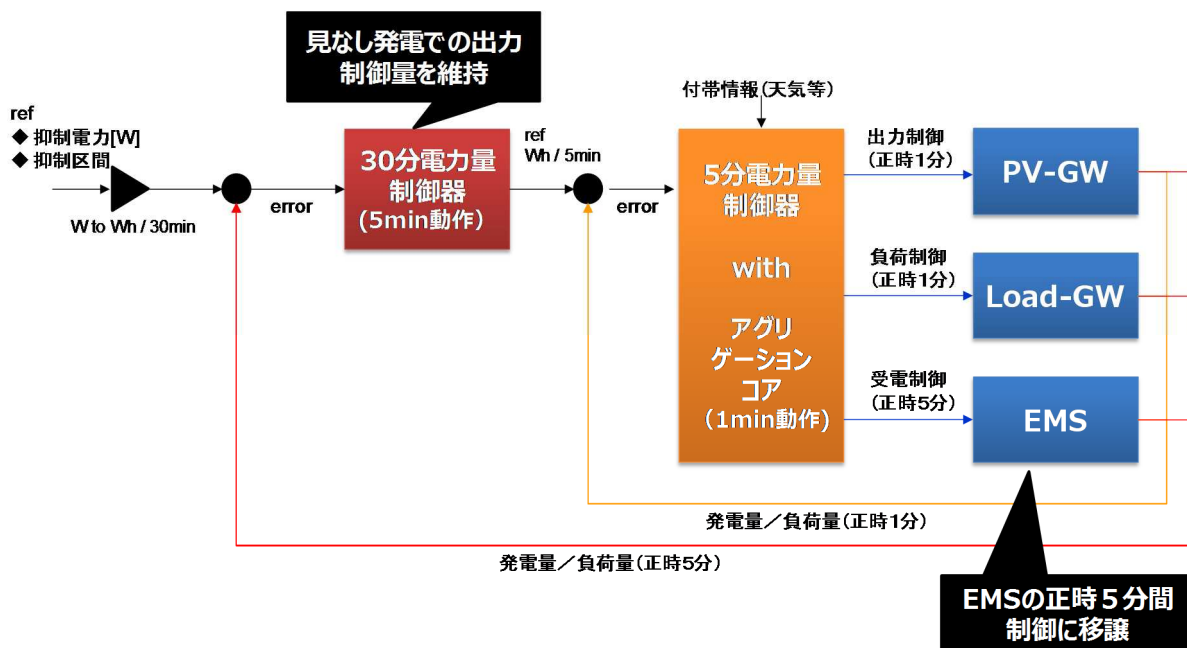 見なし発電での出力
制御量を維持
ref
◆ 抑制電力[W]
◆ 抑制区間
W to Wh / 30min
error
30分電力量
制御器
(5min動作)
ref
Wh / 5min
error
付帯情報(天気等)
5分電力量
制御器
with
アグリ
ゲーション
コア
(1min動作)
出力制御
(正時1分)
PV-GW
負荷制御
(正時1分)
Load-GW
受電制御
(正時5分)
EMS
発電量／負荷量(正時1分)
発電量／負荷量(正時5分)
EMSの正時５分間
制御に移譲